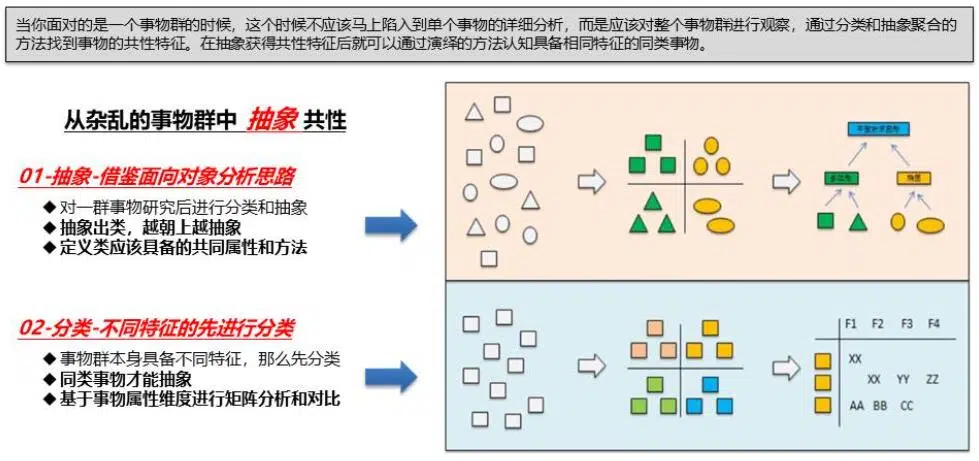 当你面对的是一个事物群的时候，这个时候不应该马上陷入到单个事物的详细分析，而是应该对整个事物群进行观察，通过分类和抽象聚合的
方法找到事物的共性特征。在抽象获得共性特征后就可以通过演绎的方法认知具备相同特征的同类事物。
从杂乱的事物群中 抽象 共性
01-抽象-借鉴面向对象分析思路
◆ 对一群事物研究后进行分类和抽象
◆ 抽象出类，越朝上越抽象
◆ 定义类应该具备的共同属性和方法
多边形
椭圆
02-分类-不同特征的先进行分类
◆ 事物群本身具备不同特征，那么先分类
◆ 同类事物才能抽象
◆ 基于事物属性维度进行矩阵分析和对比
F1 F2 F3 F4
XX
XX YY ZZ
AA BB CC